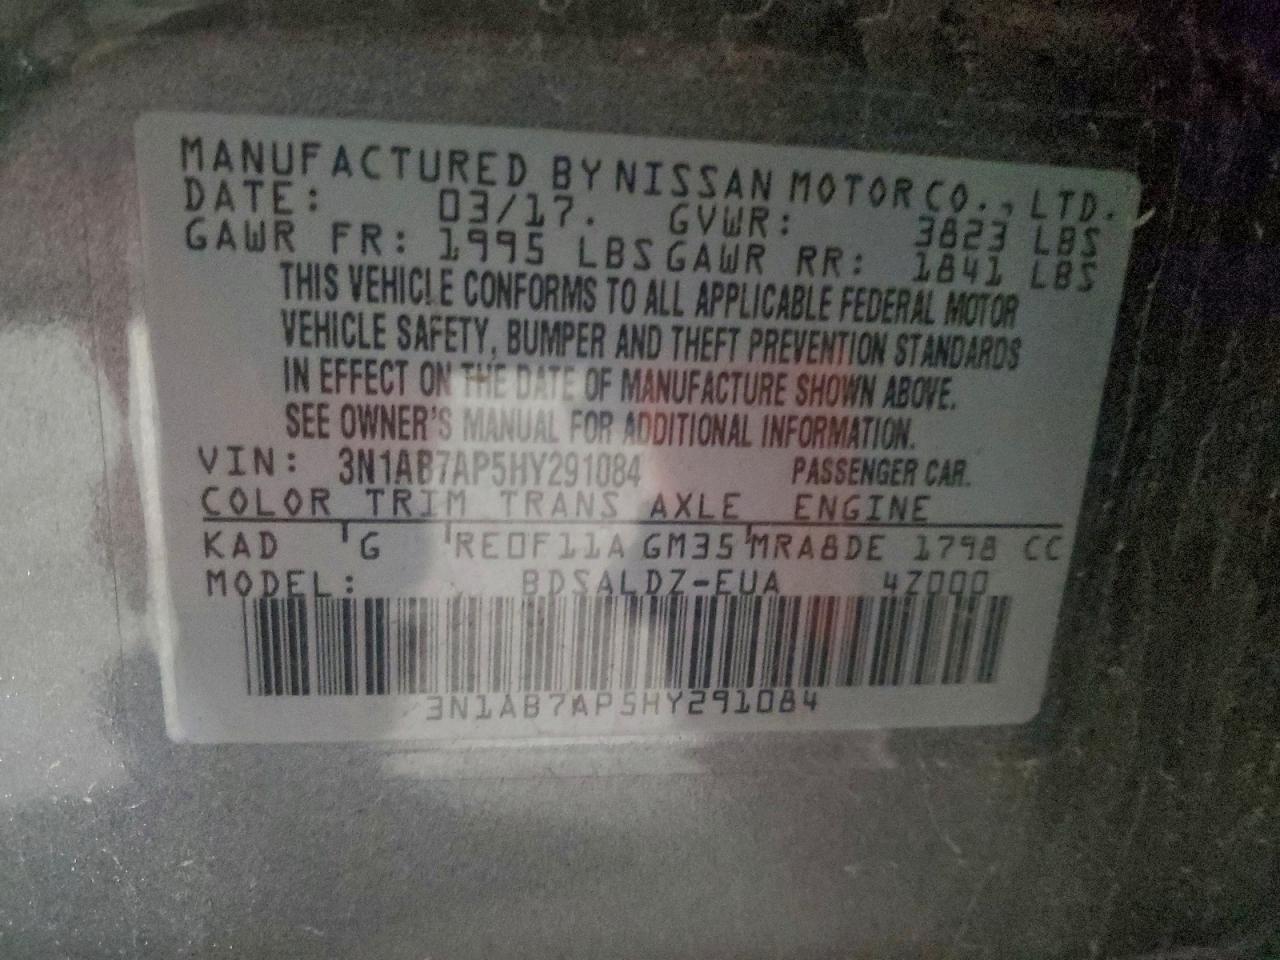 MANUFACTURED BY NISSAN MOTOR CO., LTD.
DATE: 03/17. GVWR: 3823 LBS
GAWR FR: 1995 LBS GAWR RR: 1841 LBS
THIS VEHICLE CONFORMS TO ALL APPLICABLE FEDERAL MOTOR
VEHICLE SAFETY, BUMPER AND THEFT PREVENTION STANDARDS
IN EFFECT ON THE DATE OF MANUFACTURE SHOWN ABOVE.
SEE OWNER'S MANUAL FOR ADDITIONAL INFORMATION.
VIN: 3N1AB7AP5HY291084 PASSENGER CAR.
COLOR TRIM TRANS AXLE ENGINE
KAD G RE0F11A GM35 MRA8DE 1798 CC
MODEL: BDSALDZ-EUA 4Z000
3N1AB7AP5HY291084